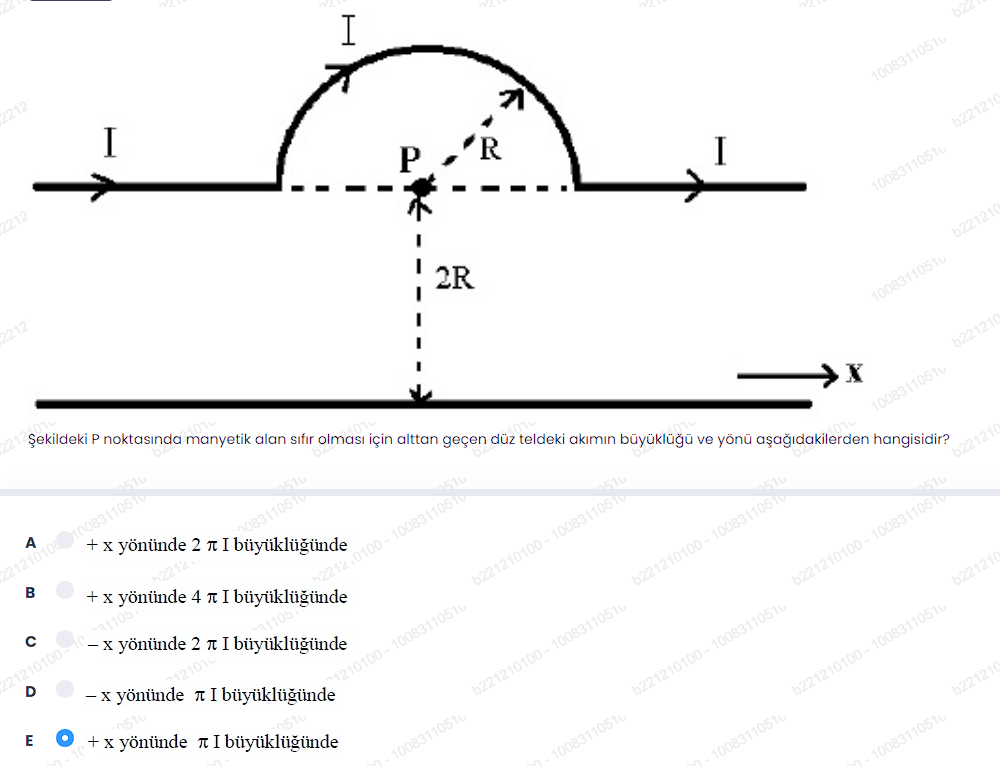 I
I
I
P
R
2R
x
Şekildeki P noktasında manyetik alan sıfır olması için alttan geçen düz teldeki akımın büyüklüğü ve yönü aşağıdakilerden hangisidir?
A + x yönünde 2 π I büyüklüğünde
B + x yönünde 4 π I büyüklüğünde
C – x yönünde 2 π I büyüklüğünde
D – x yönünde π I büyüklüğünde
E + x yönünde π I büyüklüğünde